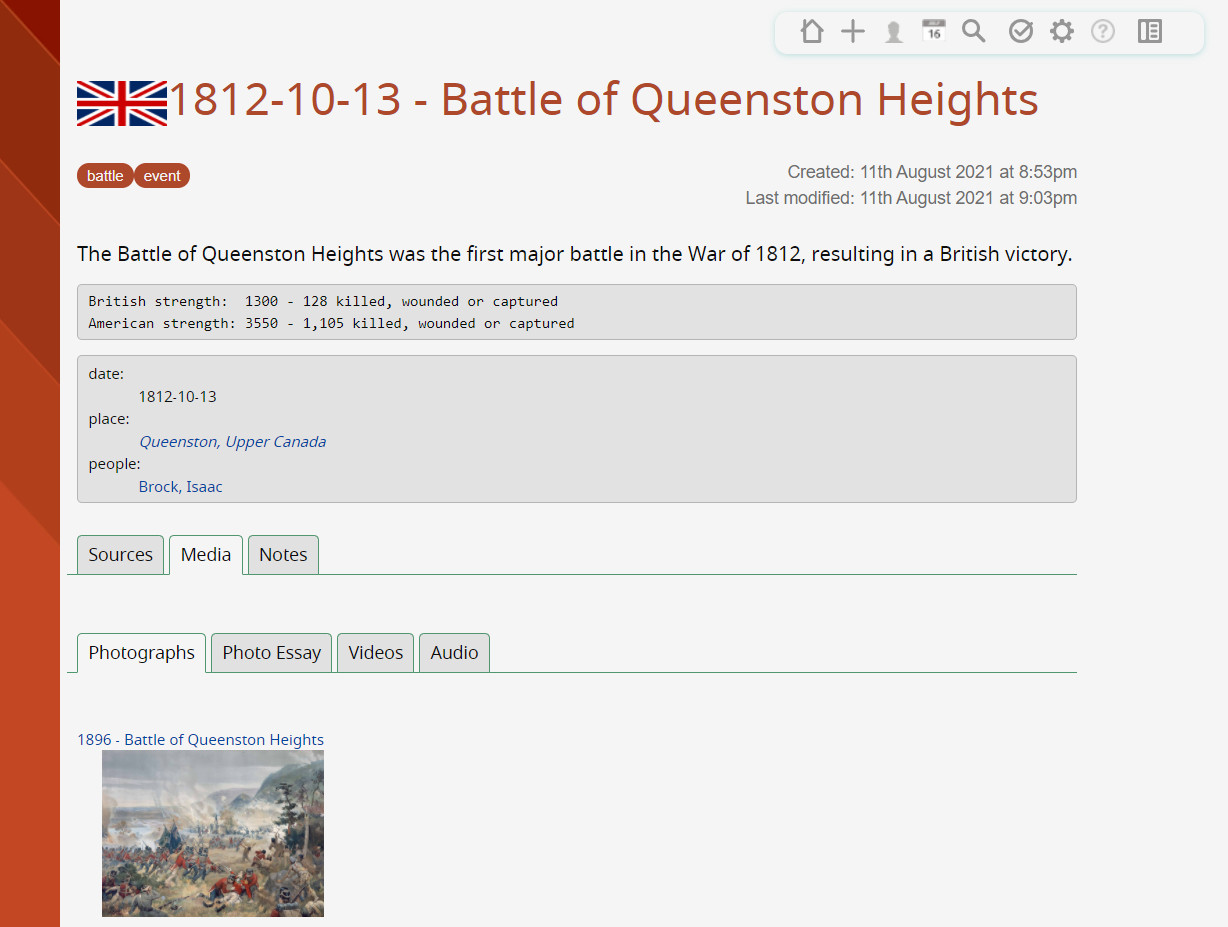 16
1812-10-13 - Battle of Queenston Heights
battle event
Created: 11th August 2021 at 8:53pm
Last modified: 11th August 2021 at 9:03pm
The Battle of Queenston Heights was the first major battle in the War of 1812, resulting in a British victory.
British strength:  1300 - 128 killed, wounded or captured
American strength: 3550 - 1,105 killed, wounded or captured
date:
1812-10-13
place:
Queenston, Upper Canada
people:
Brock, Isaac
Sources Media Notes
Photographs Photo Essay Videos Audio
1896 - Battle of Queenston Heights